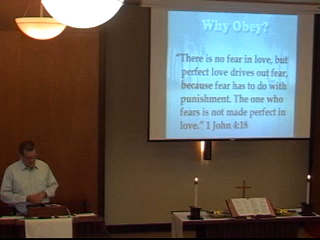 Why Obey?
“There is no fear in love, but
perfect love drives out fear,
because fear has to do with
punishment. The one who
fears is not made perfect in
love.” 1 John 4:18